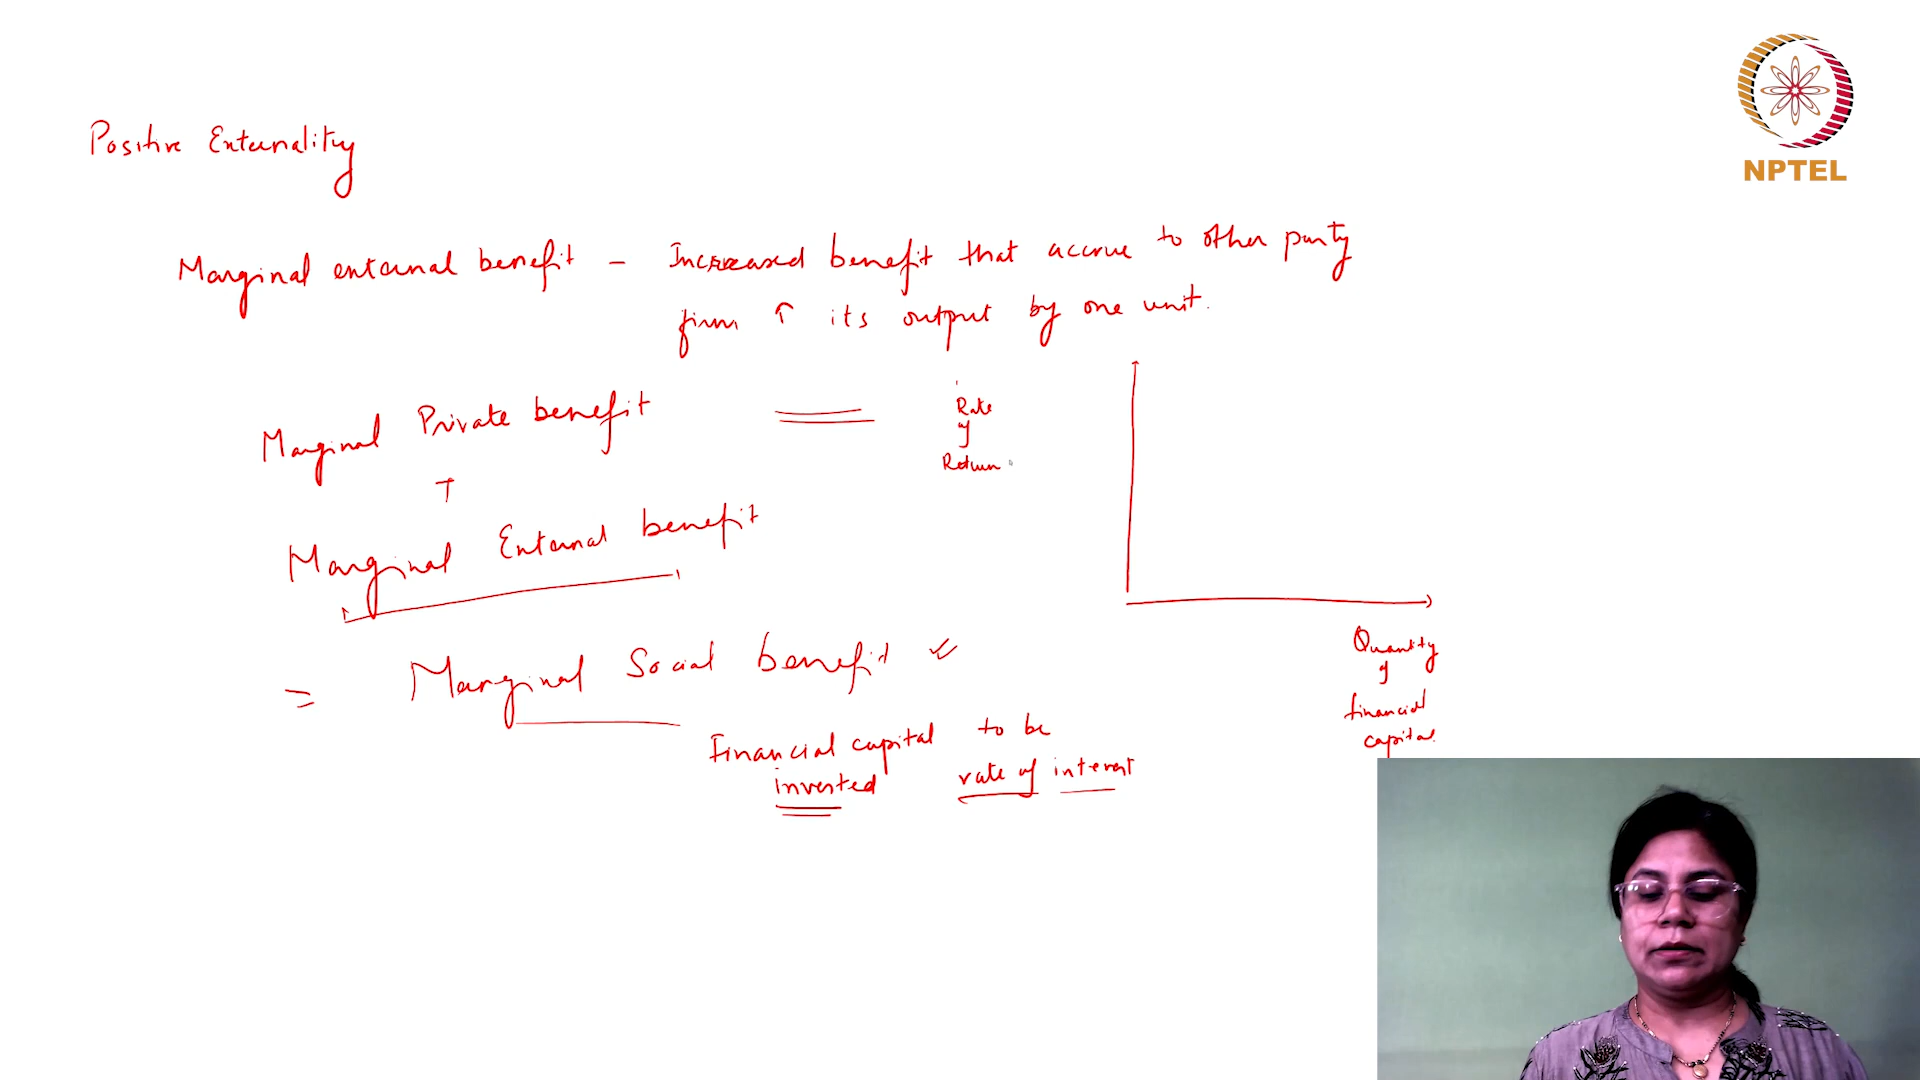 NPTEL
Positive Externality
Marginal external benefit – Increased benefit that accrue to other party
firm ↑ its output by one unit.
Marginal Private benefit
+
Marginal External benefit
= Marginal Social benefit
Rate
of
Return
Quantity
of
financial
capital
Financial capital to be
invested rate of interest